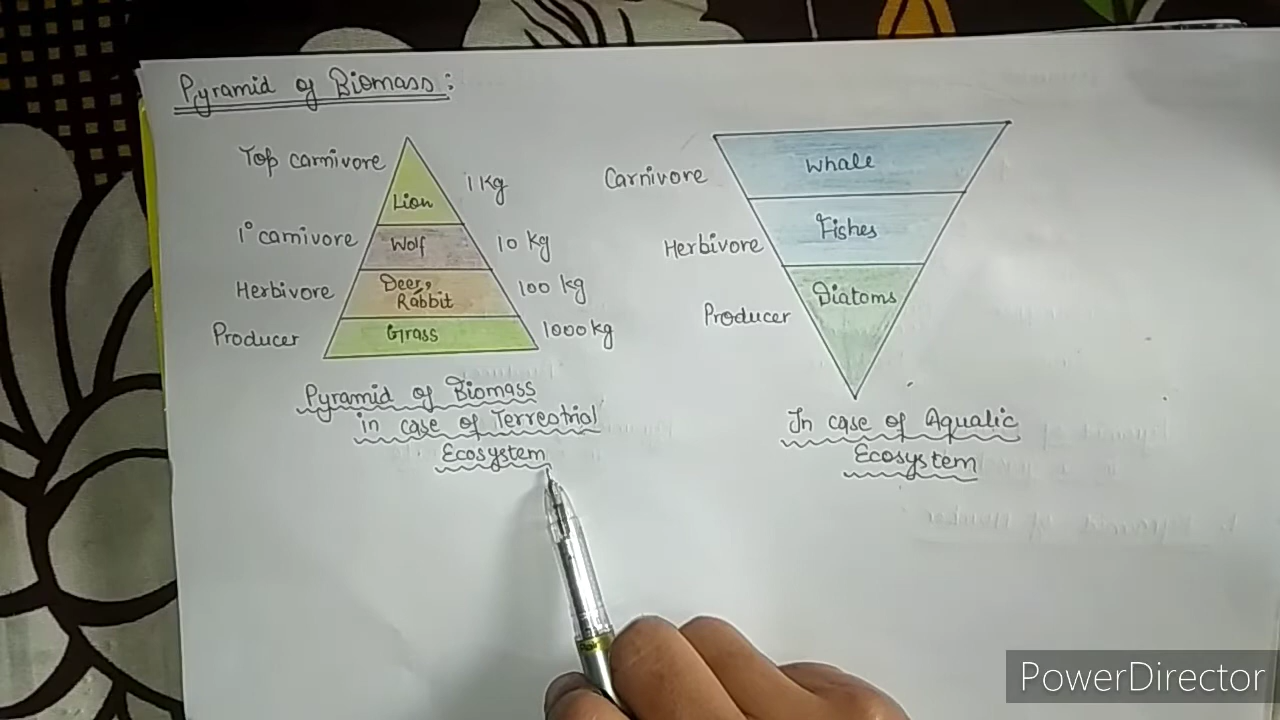 Pyramid of Biomass:
Top carnivore
Lion
1 Kg
1° carnivore
Wolf
10 kg
Herbivore
Deer,
Rabbit
100 kg
Producer
Grass
1000 kg
Pyramid of Biomass
in case of Terrestrial
Ecosystem
Carnivore
Whale
Herbivore
Fishes
Producer
Diatoms
In case of Aquatic
Ecosystem
PowerDirector